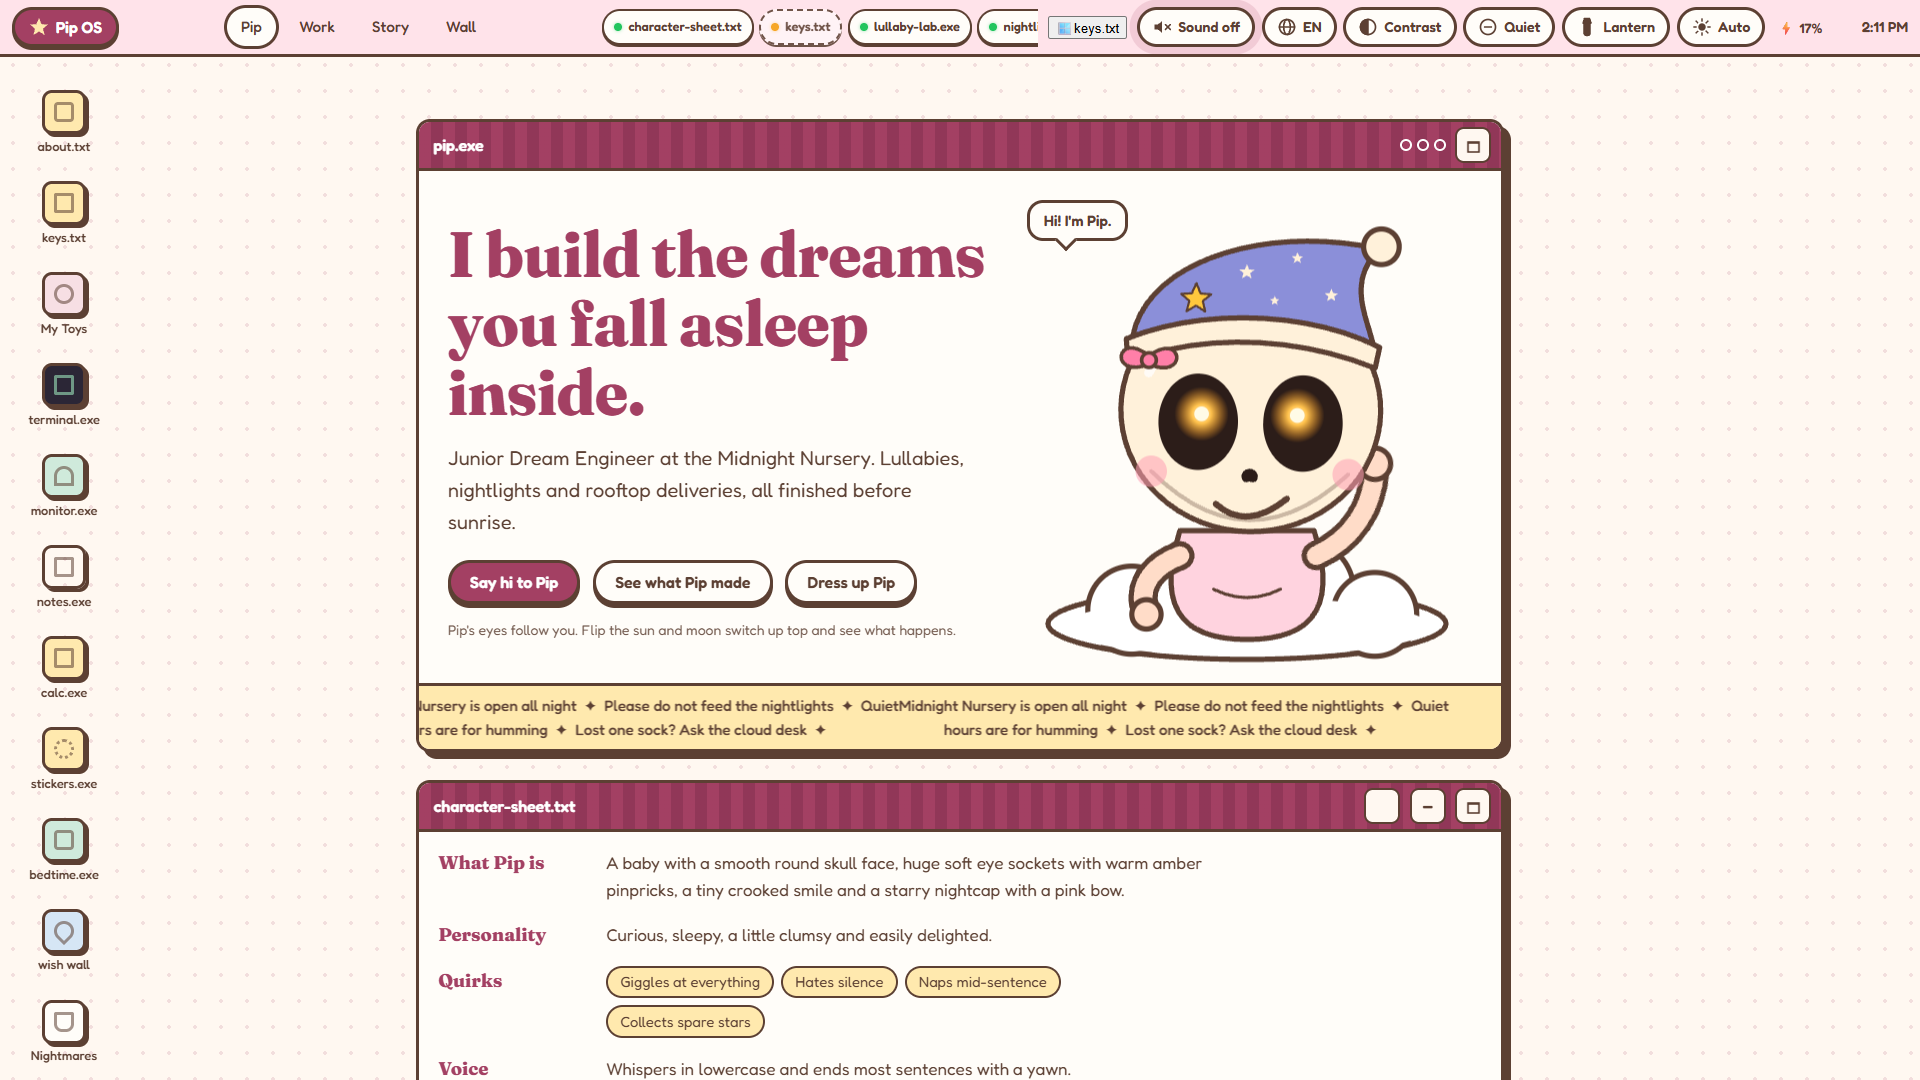 Pip OS
Pip Work Story Wall
character-sheet.txt keys.txt lullaby-lab.exe nightl
keys.txt
Sound off EN Contrast Quiet Lantern Auto 17% 2:11 PM
about.txt
keys.txt
My Toys
terminal.exe
monitor.exe
notes.exe
calc.exe
stickers.exe
bedtime.exe
wish wall
Nightmares
pip.exe
I build the dreams
you fall asleep
inside.
Junior Dream Engineer at the Midnight Nursery. Lullabies,
nightlights and rooftop deliveries, all finished before
sunrise.
Say hi to Pip See what Pip made Dress up Pip
Pip's eyes follow you. Flip the sun and moon switch up top and see what happens.
Hi! I'm Pip.
Nursery is open all night ✦ Please do not feed the nightlights ✦ QuietMidnight Nursery is open all night ✦ Please do not feed the nightlights ✦ Quiet
rs are for humming ✦ Lost one sock? Ask the cloud desk ✦ hours are for humming ✦ Lost one sock? Ask the cloud desk ✦
character-sheet.txt
What Pip is
A baby with a smooth round skull face, huge soft eye sockets with warm amber
pinpricks, a tiny crooked smile and a starry nightcap with a pink bow.
Personality
Curious, sleepy, a little clumsy and easily delighted.
Quirks
Giggles at everything Hates silence Naps mid-sentence
Collects spare stars
Voice
Whispers in lowercase and ends most sentences with a yawn.